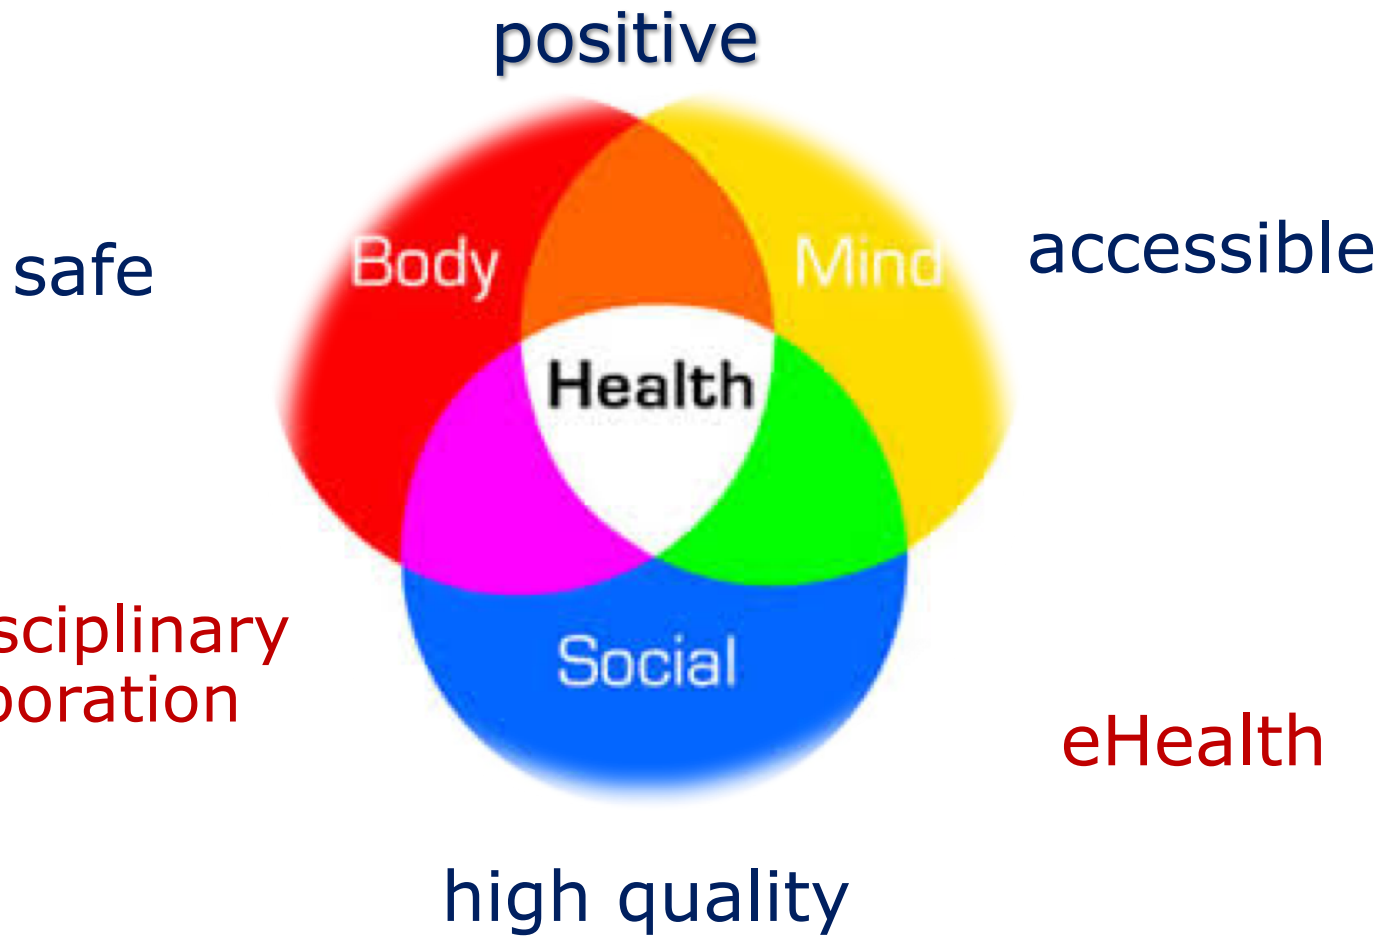 positive
safe
Body
Mind
accessible
Health
sciplinary
Social
oration
eHealth
high quality